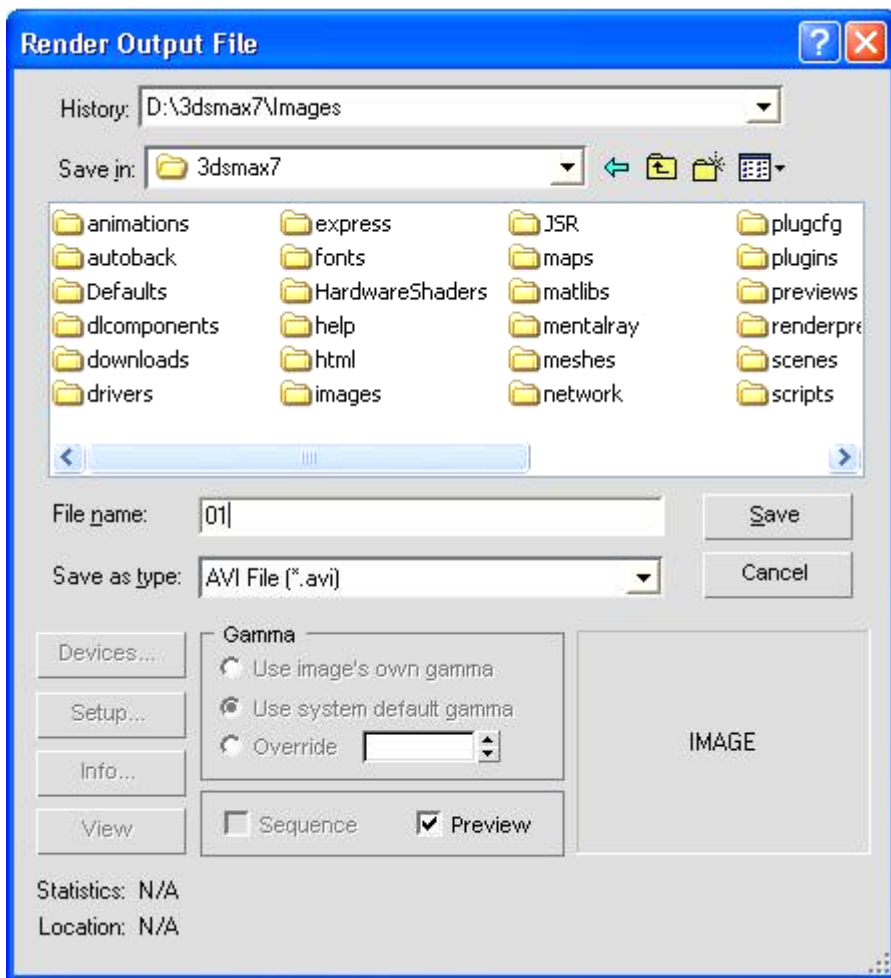 Render Output File
History: D:\3dsmax7\Images
Save in: 3dsmax7
animations express JSR plugcfg
autoback fonts maps plugins
Defaults HardwareShaders matlibs previews
dlcomponents help mentalray renderpre
downloads html meshes scenes
drivers images network scripts
File name: 01 Save
Save as type: AVI File (*.avi) Cancel
Devices...
Setup...
Info...
View
Gamma
Use image's own gamma
Use system default gamma
Override
Sequence Preview
IMAGE
Statistics: N/A
Location: N/A